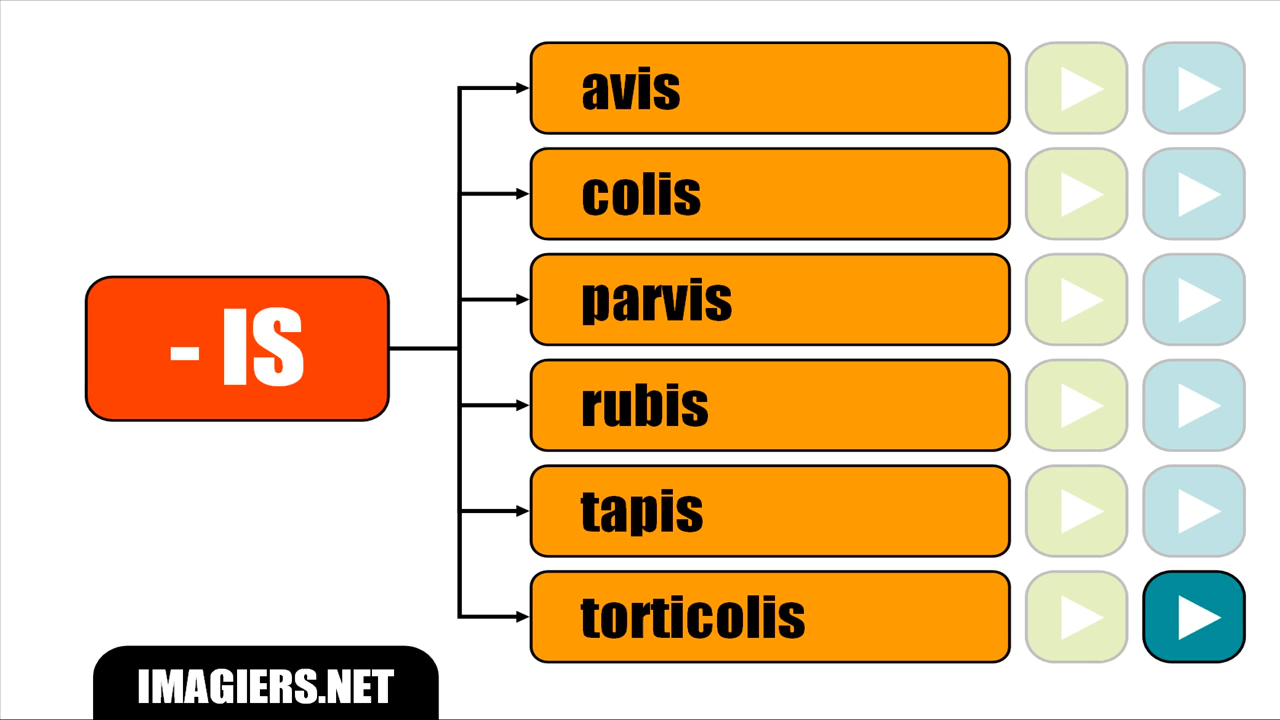 avis
colis
parvis
- IS
rubis
tapis
torticolis
IMAGIERS.NET